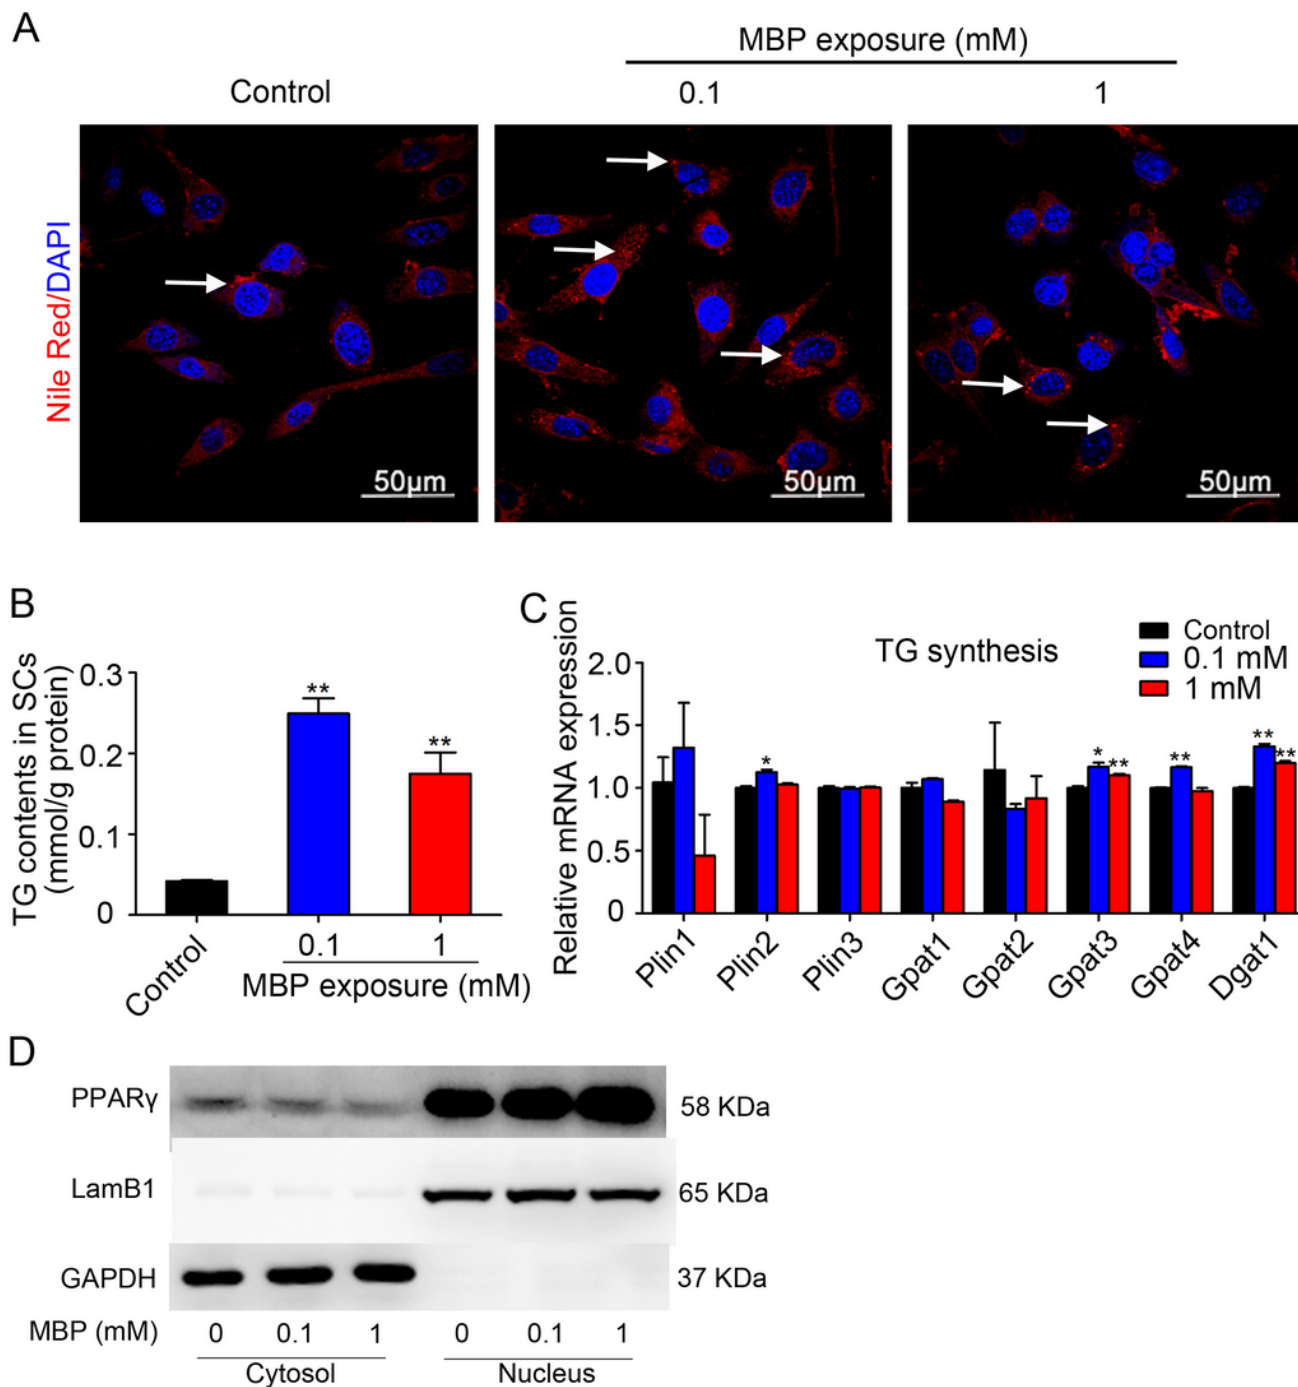 A
MBP exposure (mM)
Control
0.1
1
Nile Red/DAPI
50μm
50μm
50μm
B
TG contents in SCs
(mmol/g protein)
0.3
0.2
0.1
0
**
**
Control
0.1
1
MBP exposure (mM)
C
TG synthesis
Control
0.1 mM
1 mM
Relative mRNA expression
2.0
1.5
1.0
0.5
0
*
*
**
**
**
**
Plin1
Plin2
Plin3
Gpat1
Gpat2
Gpat3
Gpat4
Dgat1
D
PPARγ
58 KDa
LamB1
65 KDa
GAPDH
37 KDa
MBP (mM)
0
0.1
1
0
0.1
1
Cytosol
Nucleus